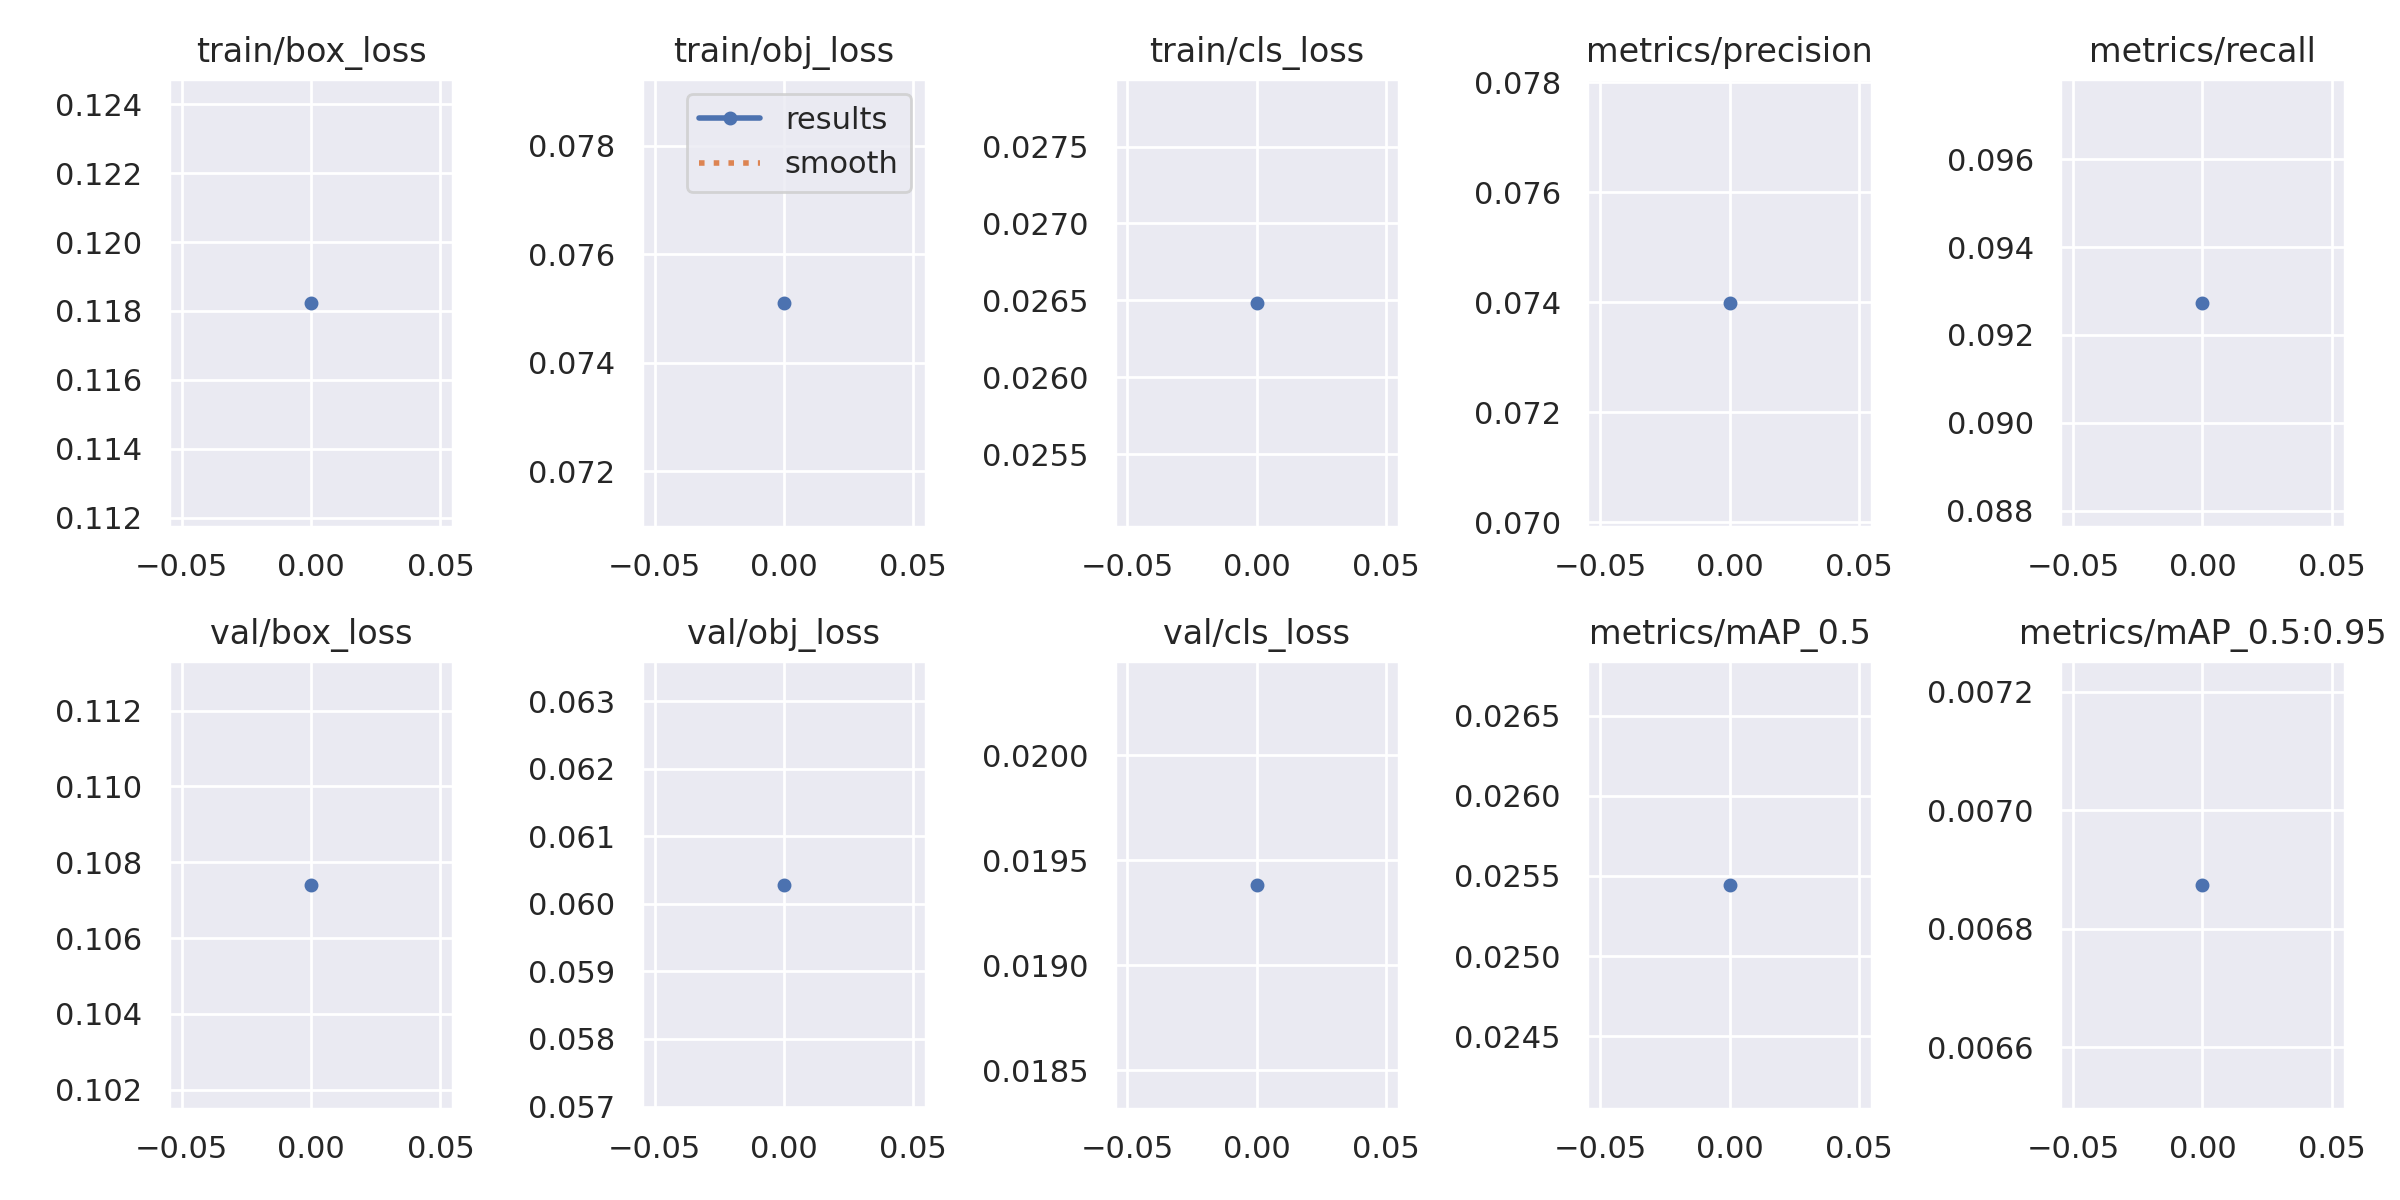 train/box_loss
0.124
0.122
0.120
0.118
0.116
0.114
0.112
−0.05 0.00 0.05
train/obj_loss
results
smooth
0.078
0.076
0.074
0.072
−0.05 0.00 0.05
train/cls_loss
0.0275
0.0270
0.0265
0.0260
0.0255
−0.05 0.00 0.05
metrics/precision
0.078
0.076
0.074
0.072
0.070
−0.05 0.00 0.05
metrics/recall
0.096
0.094
0.092
0.090
0.088
−0.05 0.00 0.05
val/box_loss
0.112
0.110
0.108
0.106
0.104
0.102
−0.05 0.00 0.05
val/obj_loss
0.063
0.062
0.061
0.060
0.059
0.058
0.057
−0.05 0.00 0.05
val/cls_loss
0.0200
0.0195
0.0190
0.0185
−0.05 0.00 0.05
metrics/mAP_0.5
0.0265
0.0260
0.0255
0.0250
0.0245
−0.05 0.00 0.05
metrics/mAP_0.5:0.95
0.0072
0.0070
0.0068
0.0066
−0.05 0.00 0.05